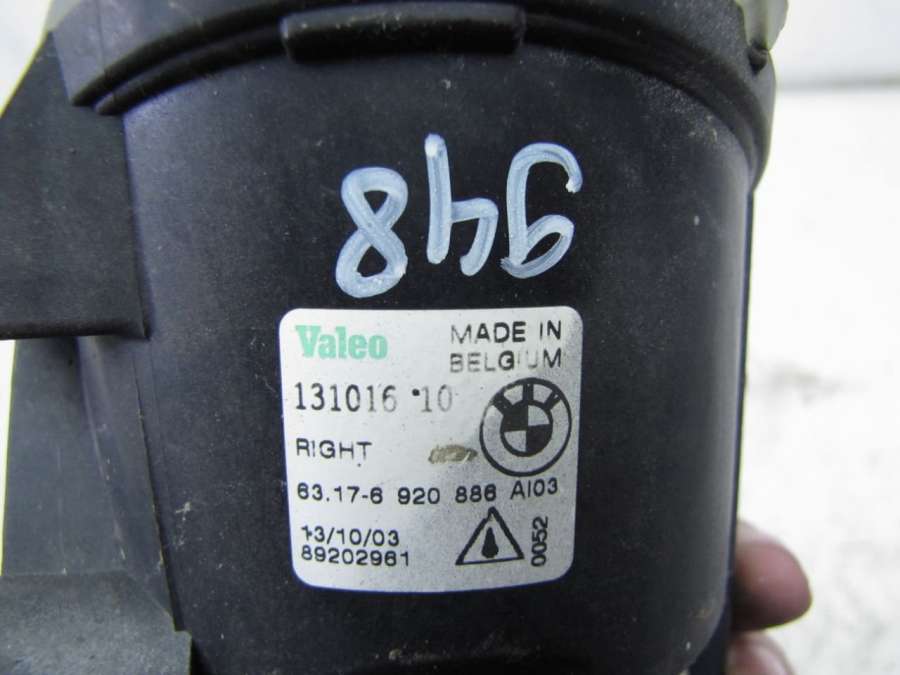 948
Valeo
MADE IN
BELGIUM
131016 10
RIGHT
63.17-6 920 886 AI03
13/10/03
89202961
0052